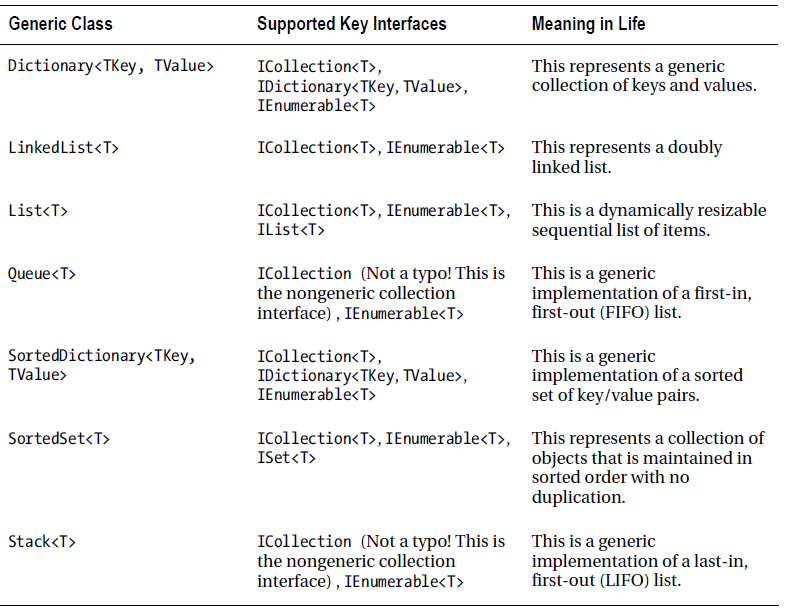 Generic Class Supported Key Interfaces Meaning in Life
Dictionary<TKey, TValue> ICollection<T>, This represents a generic
IDictionary<TKey, TValue>, collection of keys and values.
IEnumerable<T>
LinkedList<T> ICollection<T>, IEnumerable<T> This represents a doubly
linked list.
List<T> ICollection<T>, IEnumerable<T>, This is a dynamically resizable
IList<T> sequential list of items.
Queue<T> ICollection (Not a typo! This is This is a generic
the nongeneric collection implementation of a first-in,
interface) , IEnumerable<T> first-out (FIFO) list.
SortedDictionary<TKey, ICollection<T>, This is a generic
TValue> IDictionary<TKey, TValue>, implementation of a sorted
IEnumerable<T> set of key/value pairs.
SortedSet<T> ICollection<T>, IEnumerable<T>, This represents a collection of
ISet<T> objects that is maintained in
sorted order with no
duplication.
Stack<T> ICollection (Not a typo! This is This is a generic
the nongeneric collection implementation of a last-in,
interface) , IEnumerable<T> first-out (LIFO) list.